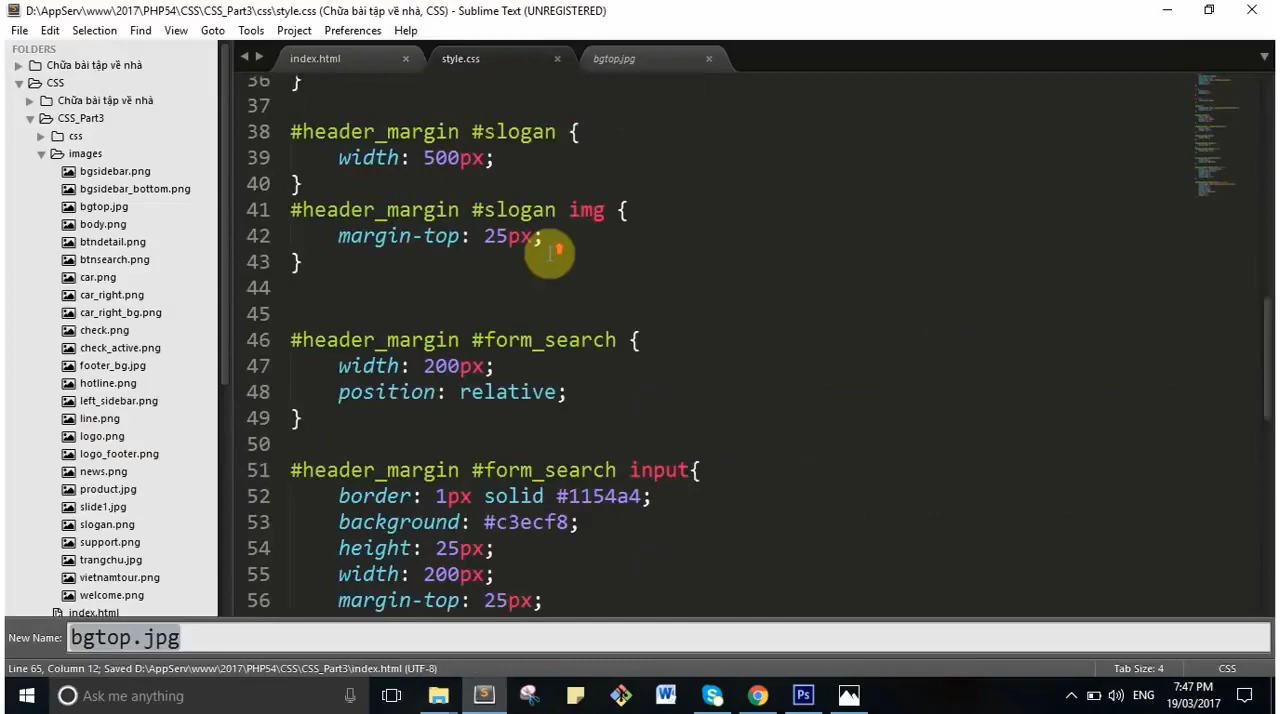 D:\AppServ\www\2017\PHP54\CSS\CSS_Part3\css\style.css (Chữa bài tập về nhà, CSS) - Sublime Text (UNREGISTERED)
File Edit Selection Find View Goto Tools Project Preferences Help
FOLDERS
Chữa bài tập về nhà
CSS
Chữa bài tập về nhà
CSS_Part3
css
images
bgsidebar.png
bgsidebar_bottom.png
bgtop.jpg
body.png
btndetail.png
btnsearch.png
car.png
car_right.png
car_right_bg.png
check.png
check_active.png
footer_bg.jpg
hotline.png
left_sidebar.png
line.png
logo.png
logo_footer.png
news.png
product.jpg
slide1.jpg
slogan.png
support.png
trangchu.jpg
vietnamtour.png
welcome.png
index.html
index.html style.css bgtop.jpg
36 }
37
38 #header_margin #slogan {
39 width: 500px;
40 }
41 #header_margin #slogan img {
42 margin-top: 25px;
43 }
44
45
46 #header_margin #form_search {
47 width: 200px;
48 position: relative;
49 }
50
51 #header_margin #form_search input{
52 border: 1px solid #1154a4;
53 background: #c3ecf8;
54 height: 25px;
55 width: 200px;
56 margin-top: 25px;
New Name: bgtop.jpg
Line 65, Column 12; Saved D:\AppServ\www\2017\PHP54\CSS\CSS_Part3\index.html (UTF-8) Tab Size: 4 CSS
Ask me anything
ENG
7:47 PM
19/03/2017